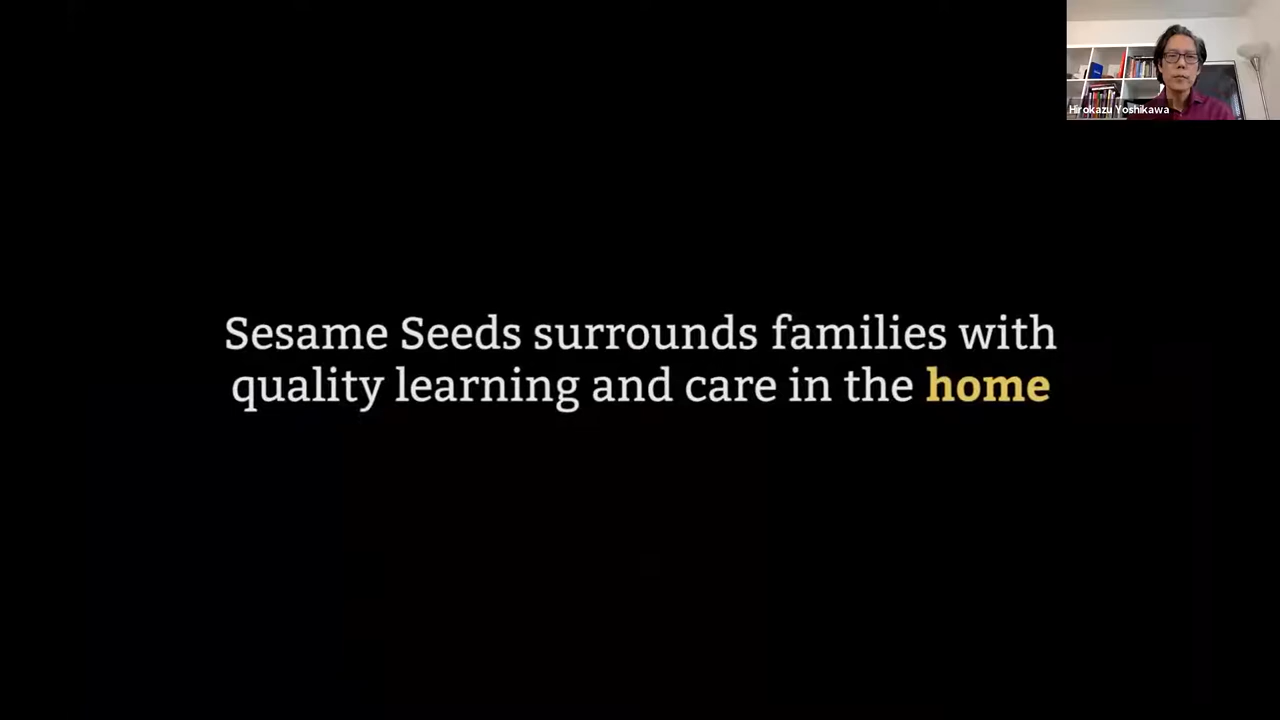 Hirokazu Yoshikawa
Sesame Seeds surrounds families with
quality learning and care in the home